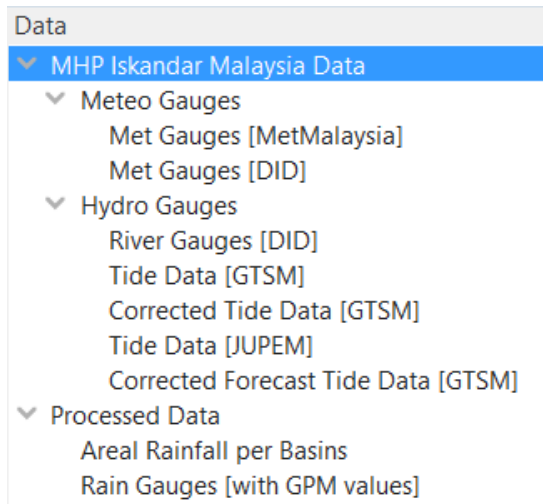 Data
MHP Iskandar Malaysia Data
Meteo Gauges
Met Gauges [MetMalaysia]
Met Gauges [DID]
Hydro Gauges
River Gauges [DID]
Tide Data [GTSM]
Corrected Tide Data [GTSM]
Tide Data [JUPEM]
Corrected Forecast Tide Data [GTSM]
Processed Data
Areal Rainfall per Basins
Rain Gauges [with GPM values]